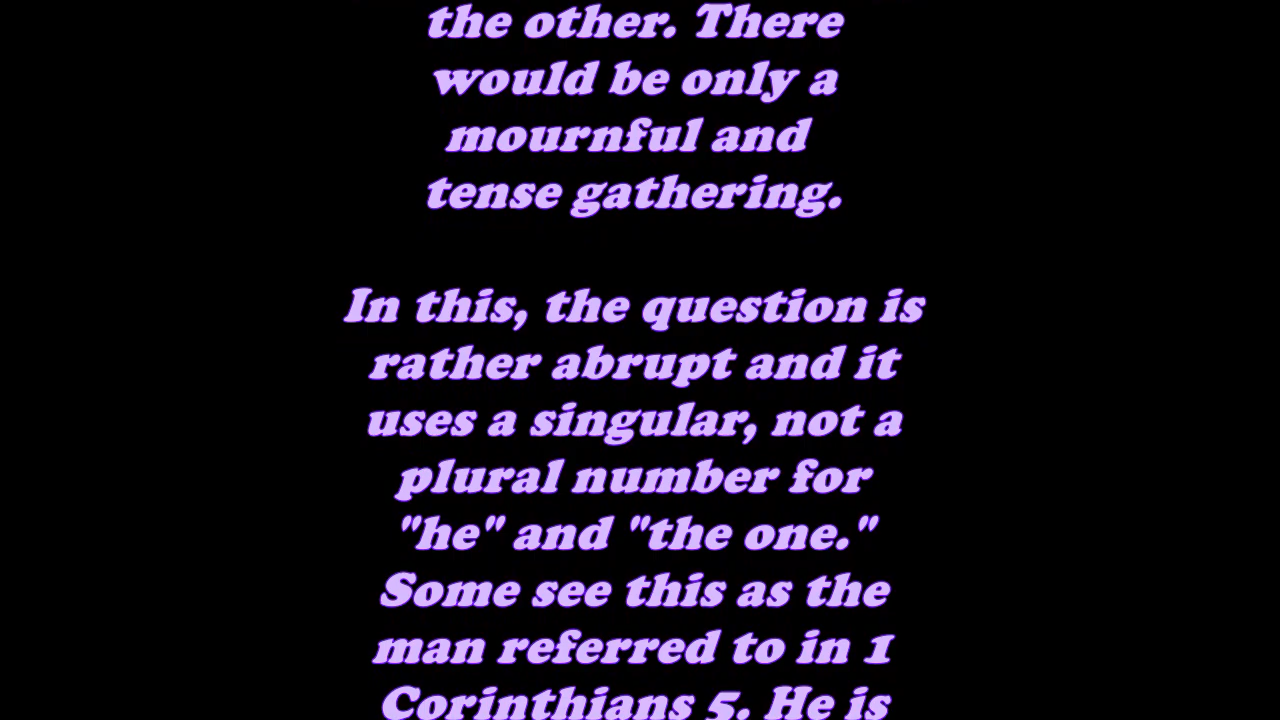 the other. There
would be only a
mournful and
tense gathering.
In this, the question is
rather abrupt and it
uses a singular, not a
plural number for
"he" and "the one."
Some see this as the
man referred to in 1
Corinthians 5. He is